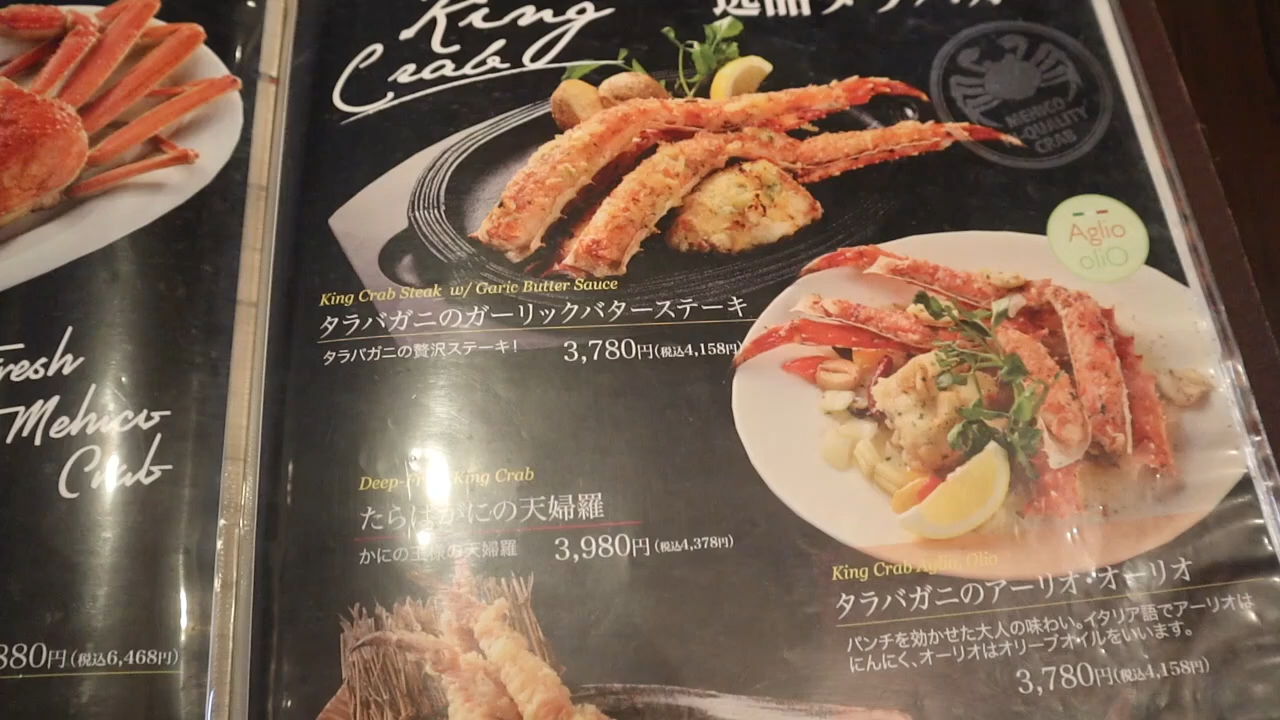 King
Crab
逸品タラバガニ
MEHICO
QUALITY
CRAB
Aglio
oliO
King Crab Steak w/ Garic Butter Sauce
タラバガニのガーリックバターステーキ
タラバガニの贅沢ステーキ!
3,780円(税込4,158円)
Fresh
Mehico
Crab
880円(税込6,468円)
King Crab
たらばがにの天婦羅
かにの王様の天婦羅
3,980円(税込4,378円)
King Crab Aglio, Olio
タラバガニのアーリオ・オーリオ
パンチを効かせた大人の味わい。イタリア語でアーリオは
にんにく、オーリオはオリーブオイルをいいます。
3,780円(税込4,158円)